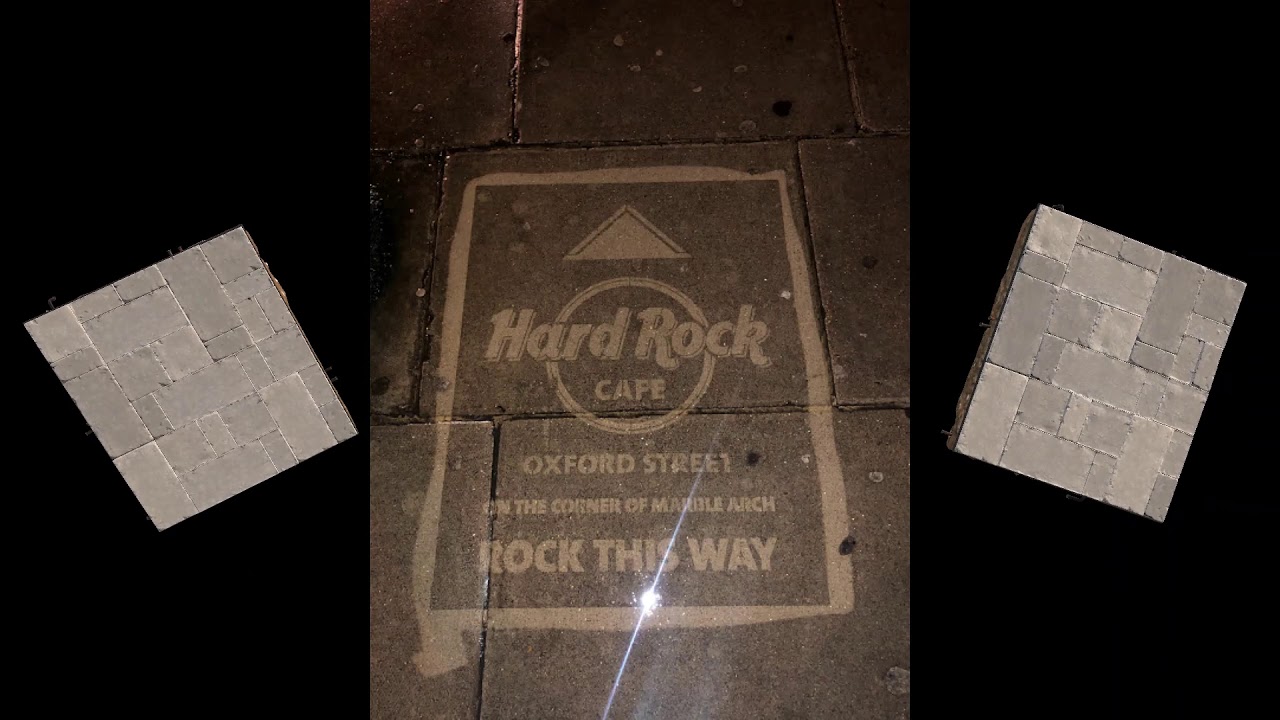 Hard Rock
CAFE
OXFORD STREET
ON THE CORNER OF MARBLE ARCH
ROCK THIS WAY